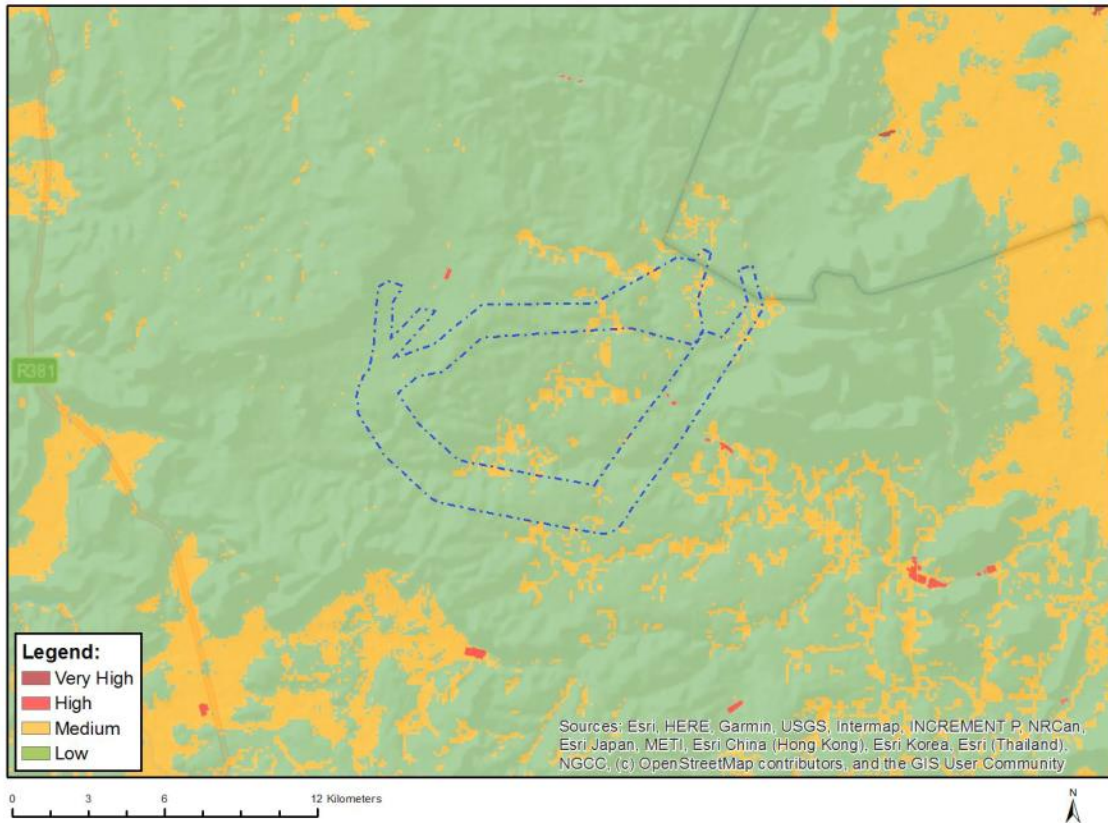 R381
Legend:
Very High
High
Medium
Low
Sources: Esri, HERE, Garmin, USGS, Intermap, INCREMENT P, NRCan,
Esri Japan, METI, Esri China (Hong Kong), Esri Korea, Esri (Thailand),
NGCC, (c) OpenStreetMap contributors, and the GIS User Community
0 3 6 12 Kilometers
N